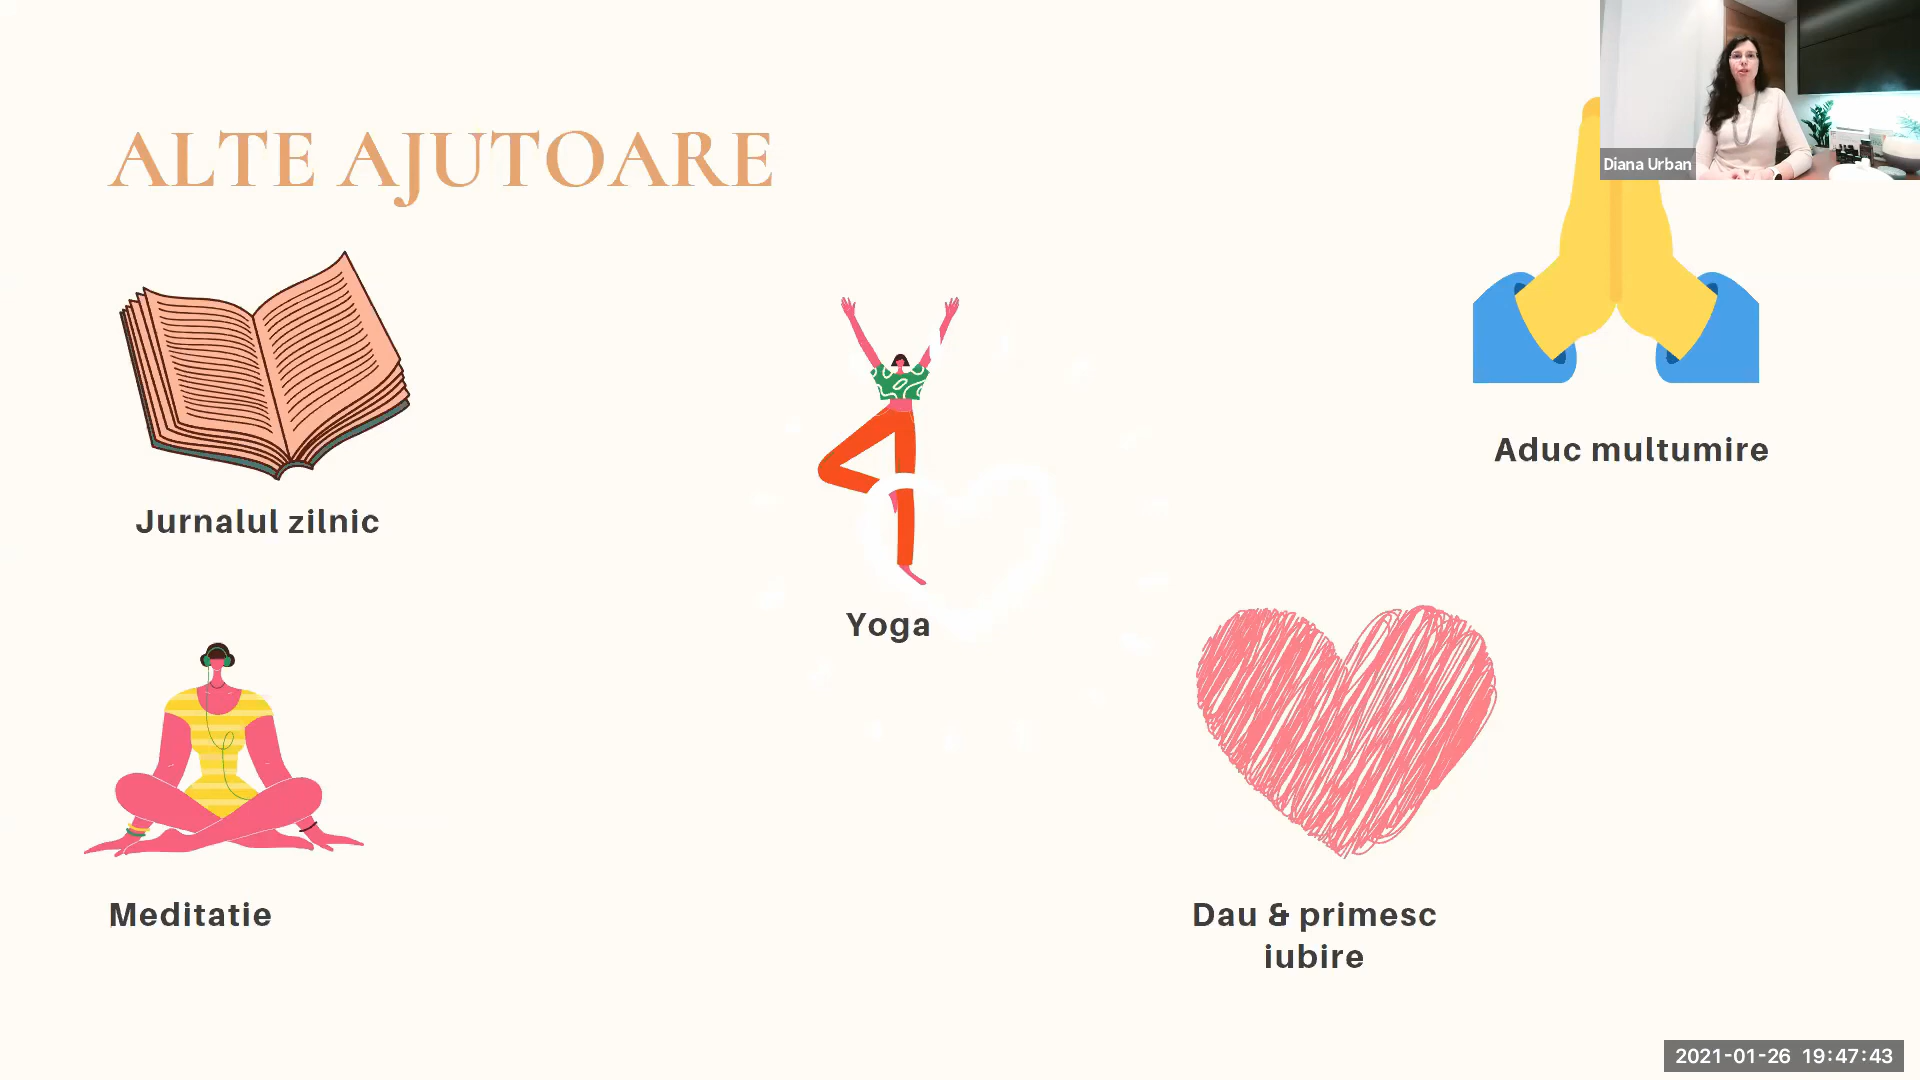 Diana Urban
ALTE AJUTOARE
Aduc multumire
Jurnalul zilnic
Yoga
Meditatie
Dau & primesc
iubire
2021-01-26 19:47:43